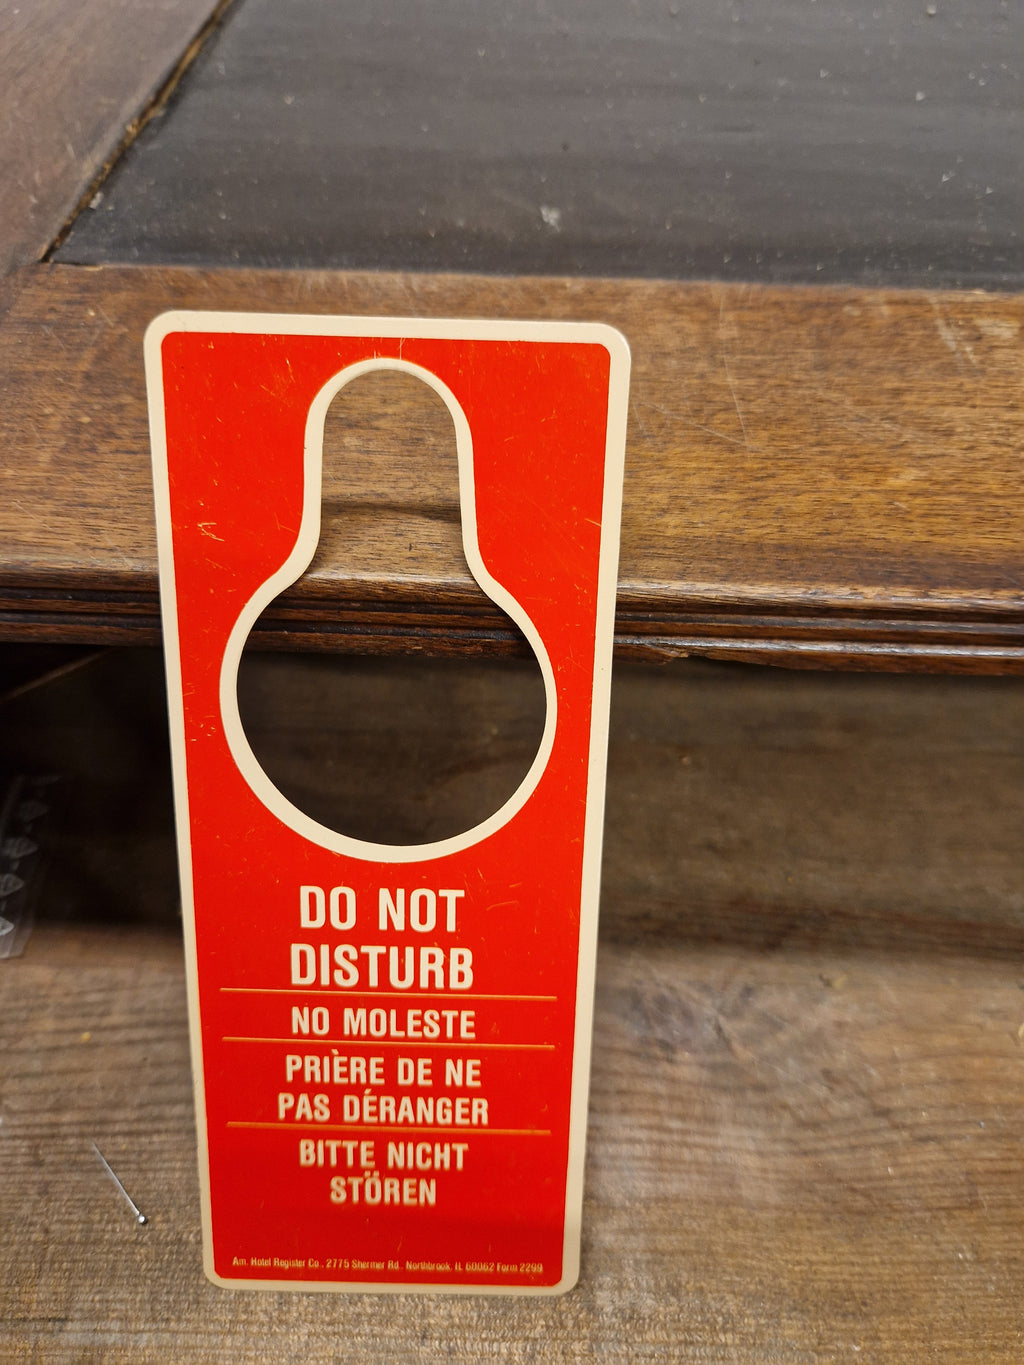 DO NOT
DISTURB
NO MOLESTE
PRIÈRE DE NE
PAS DÉRANGER
BITTE NICHT
STÖREN
Am. Hotel Register Co., 2775 Shermer Rd., Northbrook, IL 60062 Form 2299